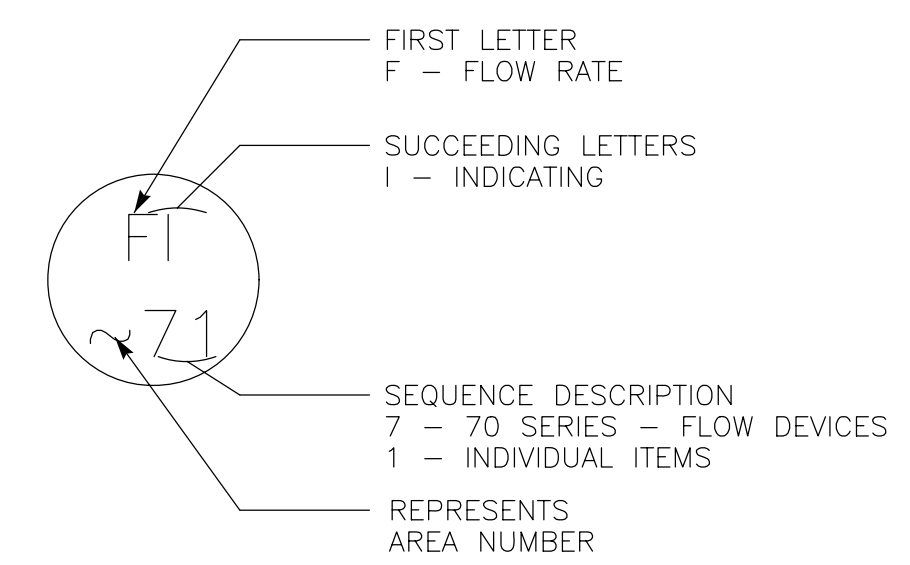 FIRST LETTER
F – FLOW RATE
SUCCEEDING LETTERS
I – INDICATING
FI
~71
SEQUENCE DESCRIPTION
7 – 70 SERIES – FLOW DEVICES
1 – INDIVIDUAL ITEMS
REPRESENTS
AREA NUMBER